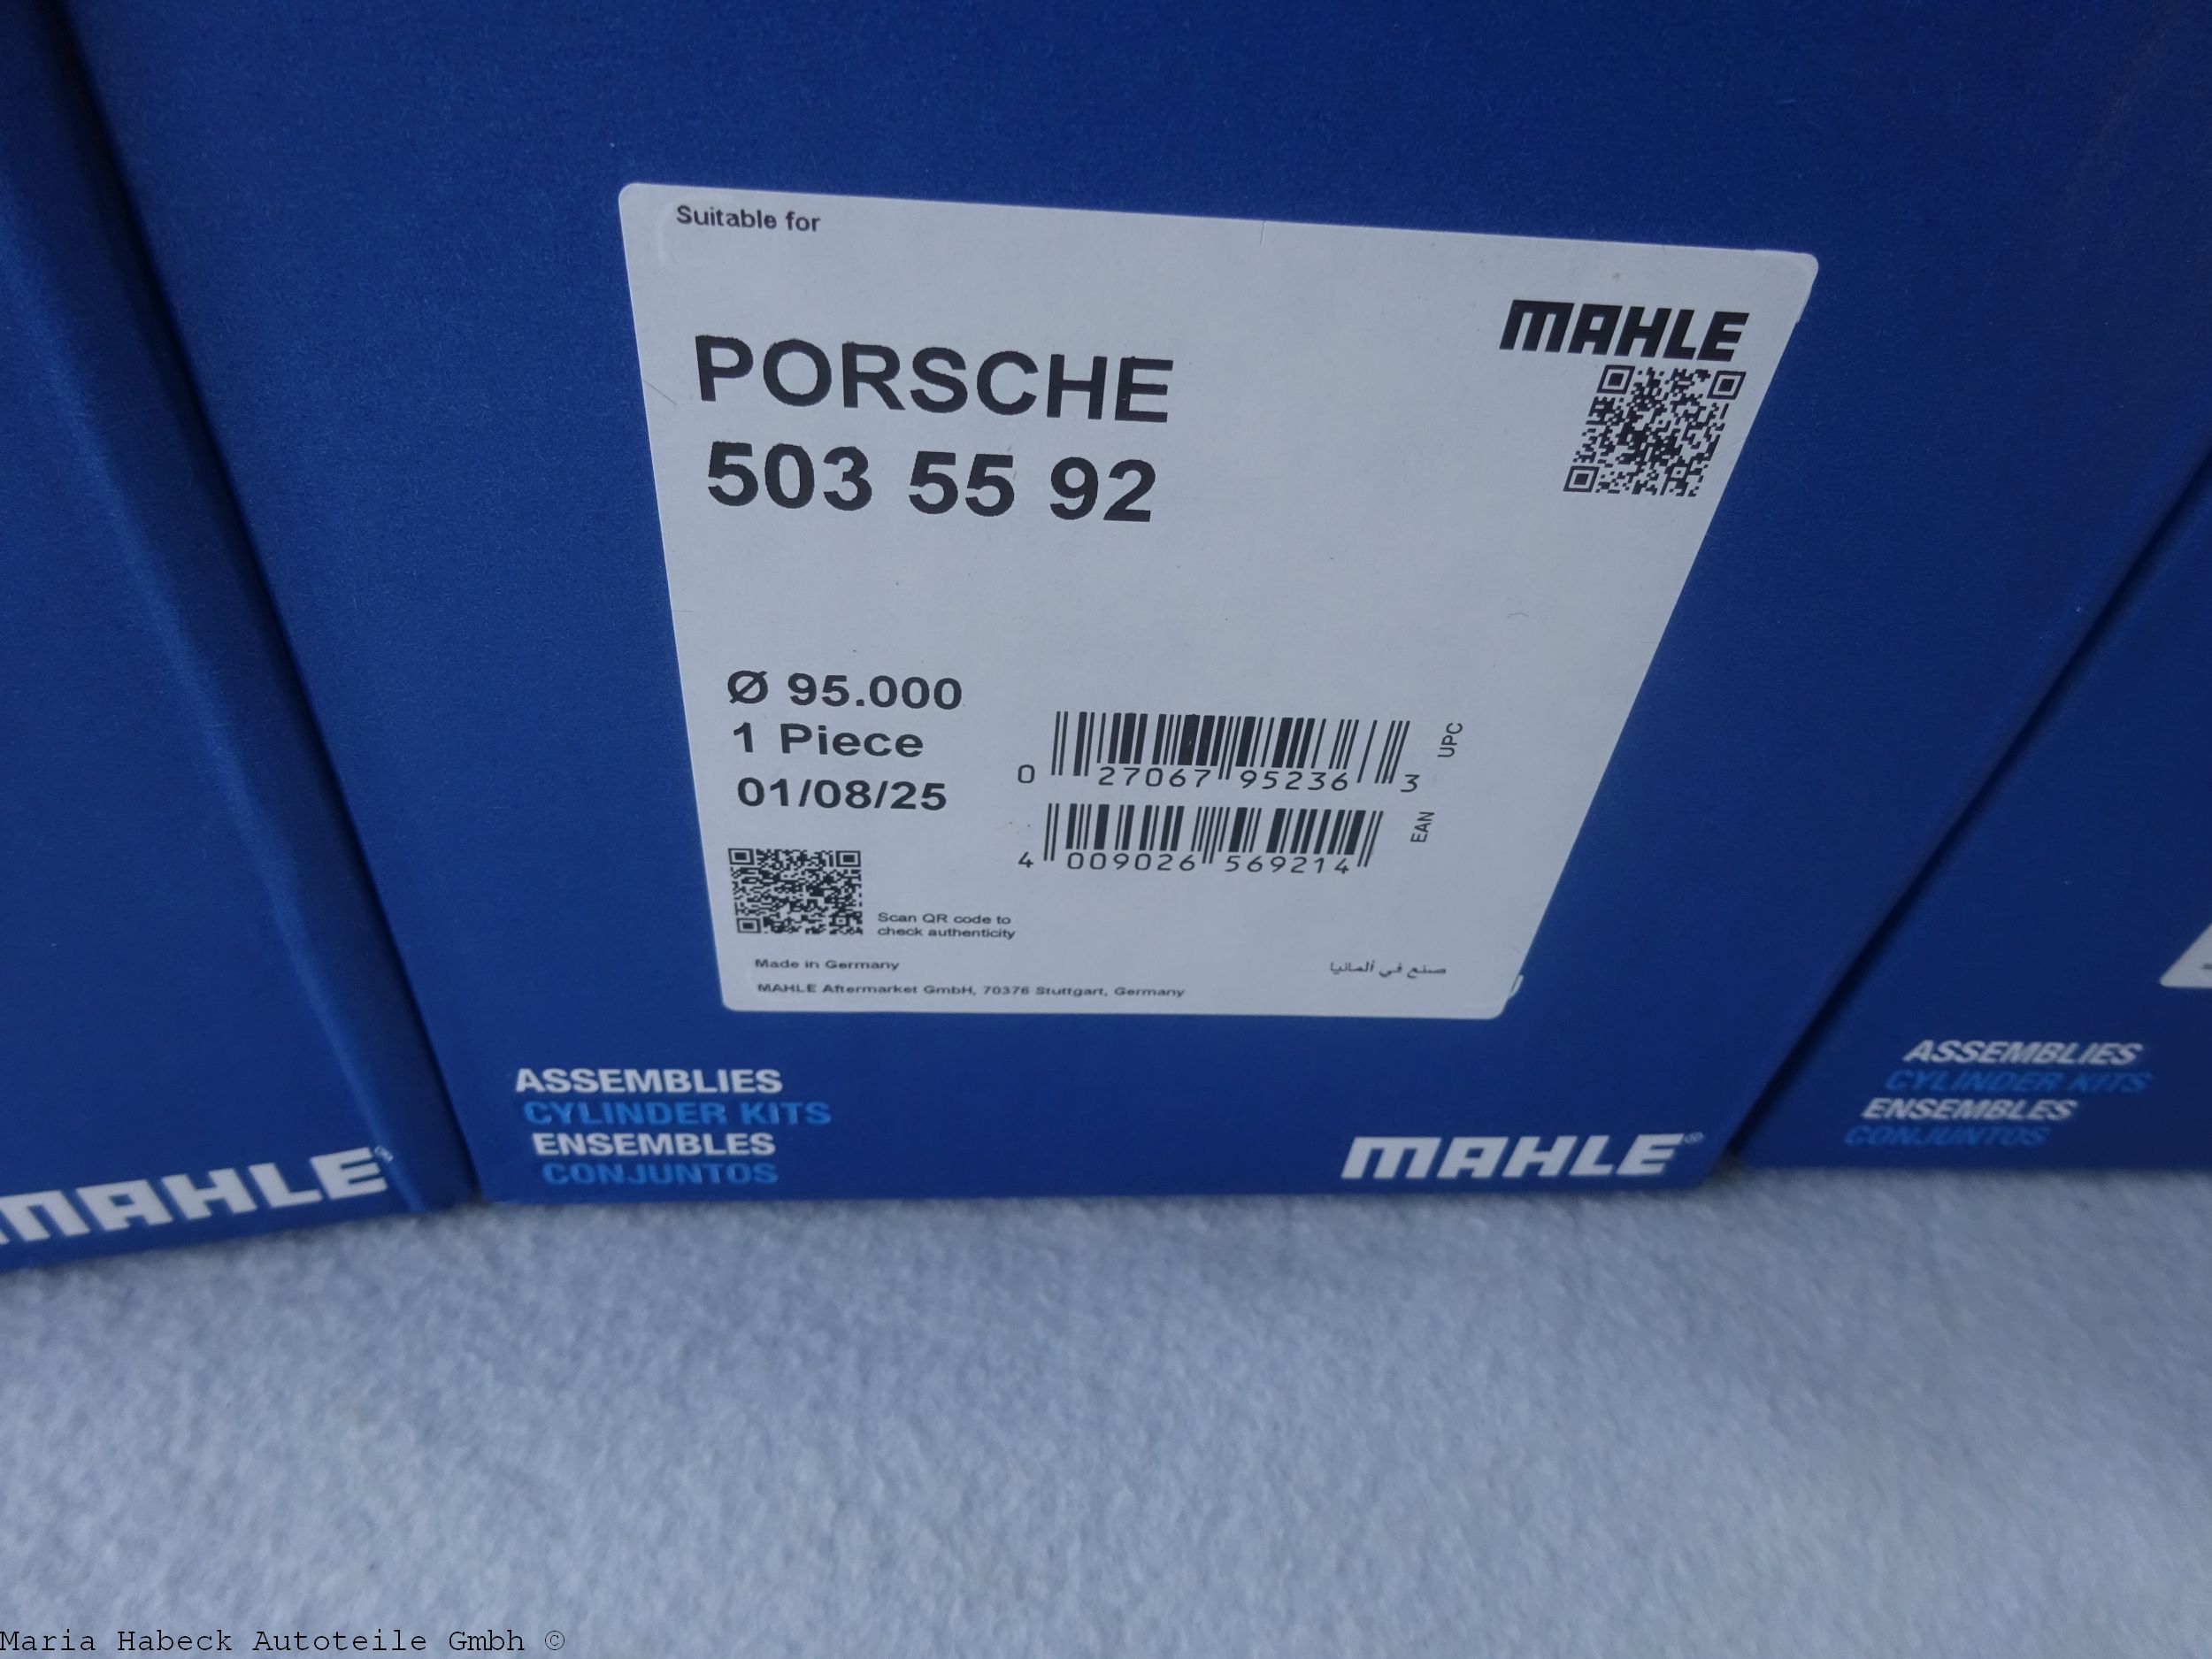 Suitable for
MAHLE
PORSCHE
503 55 92
Ø 95.000
1 Piece
01/08/25
0 27067 95236 3
UPC
4 009026 569214
EAN
Scan QR code to
check authenticity
Made in Germany
صنع في ألمانيا
MAHLE Aftermarket GmbH, 70376 Stuttgart, Germany
ASSEMBLIES
CYLINDER KITS
ENSEMBLES
CONJUNTOS
MAHLE®
MAHLE®
ASSEMBLIES
CYLINDER KITS
ENSEMBLES
CONJUNTOS
Maria Habeck Autoteile Gmbh ©